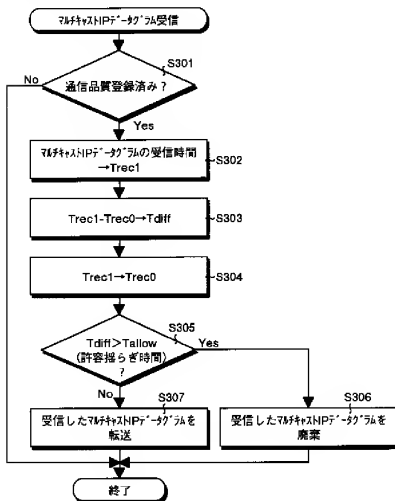 マルチキャストIPデータグラム受信
S301
No
通信品質登録済み?
Yes
マルチキャストIPデータグラムの受信時間
→Trec1
S302
Trec1-Trec0→Tdiff
S303
Trec1→Trec0
S304
S305
Tdiff>Tallow
(許容揺らぎ時間)
?
Yes
No
S307
受信したマルチキャストIPデータグラムを
転送
S306
受信したマルチキャストIPデータグラムを
廃棄
終了